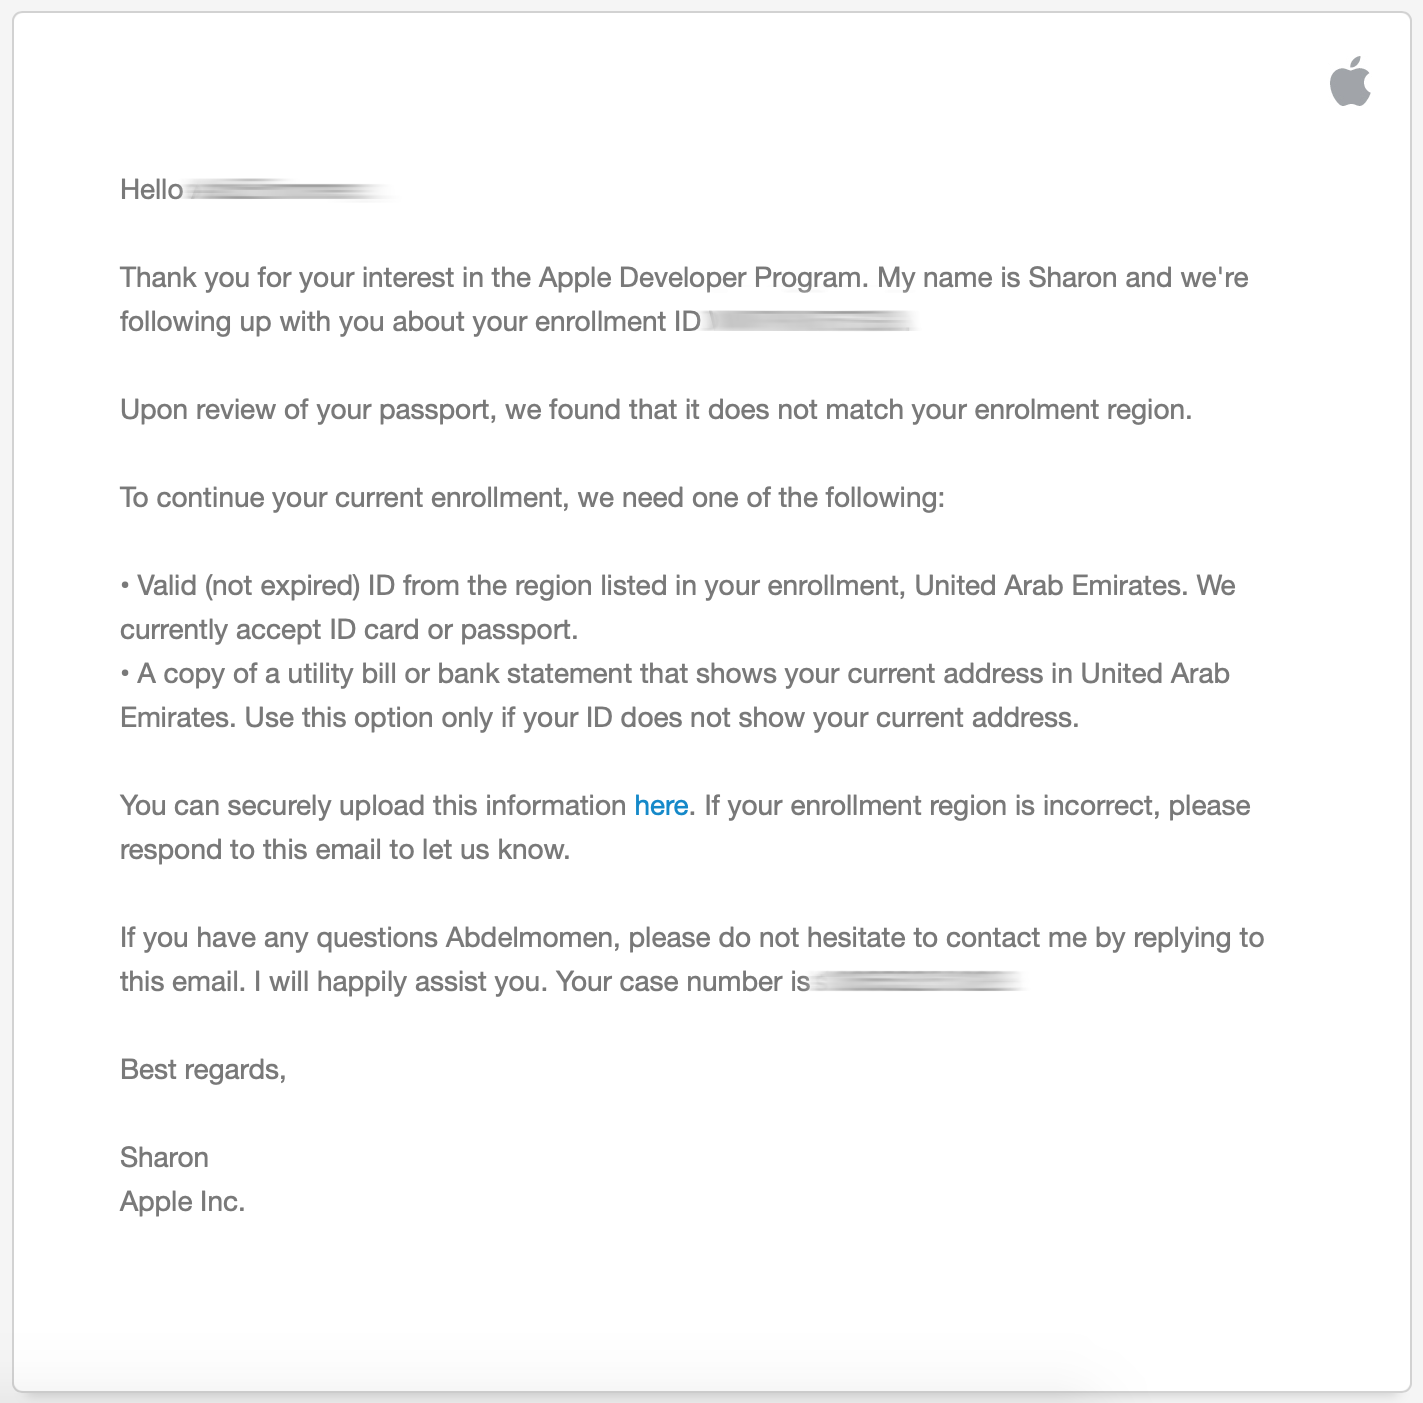 Hello
Thank you for your interest in the Apple Developer Program. My name is Sharon and we're
following up with you about your enrollment ID
Upon review of your passport, we found that it does not match your enrolment region.
To continue your current enrollment, we need one of the following:
• Valid (not expired) ID from the region listed in your enrollment, United Arab Emirates. We
currently accept ID card or passport.
• A copy of a utility bill or bank statement that shows your current address in United Arab
Emirates. Use this option only if your ID does not show your current address.
You can securely upload this information here. If your enrollment region is incorrect, please
respond to this email to let us know.
If you have any questions Abdelmomen, please do not hesitate to contact me by replying to
this email. I will happily assist you. Your case number is
Best regards,
Sharon
Apple Inc.